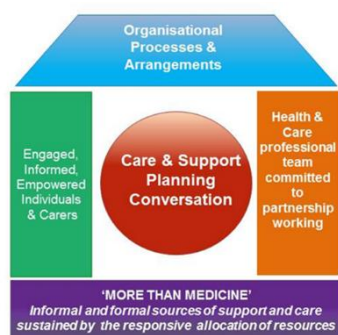 Organisational
Processes &
Arrangements
Engaged,
Informed,
Empowered
Individuals
& Carers
Care & Support
Planning
Conversation
Health &
Care
professional
team
committed
to
partnership
working
‘MORE THAN MEDICINE’
Informal and formal sources of support and care
sustained by the responsive allocation of resources